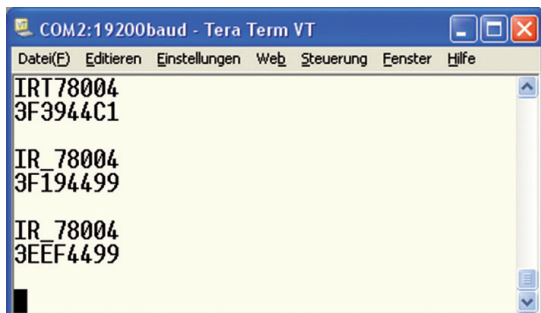 COM2:19200baud - Tera Term VT
Datei(F) Editieren Einstellungen Web Steuerung Fenster Hilfe
IRT78004
3F3944C1
IR_78004
3F194499
IR_78004
3EEF4499